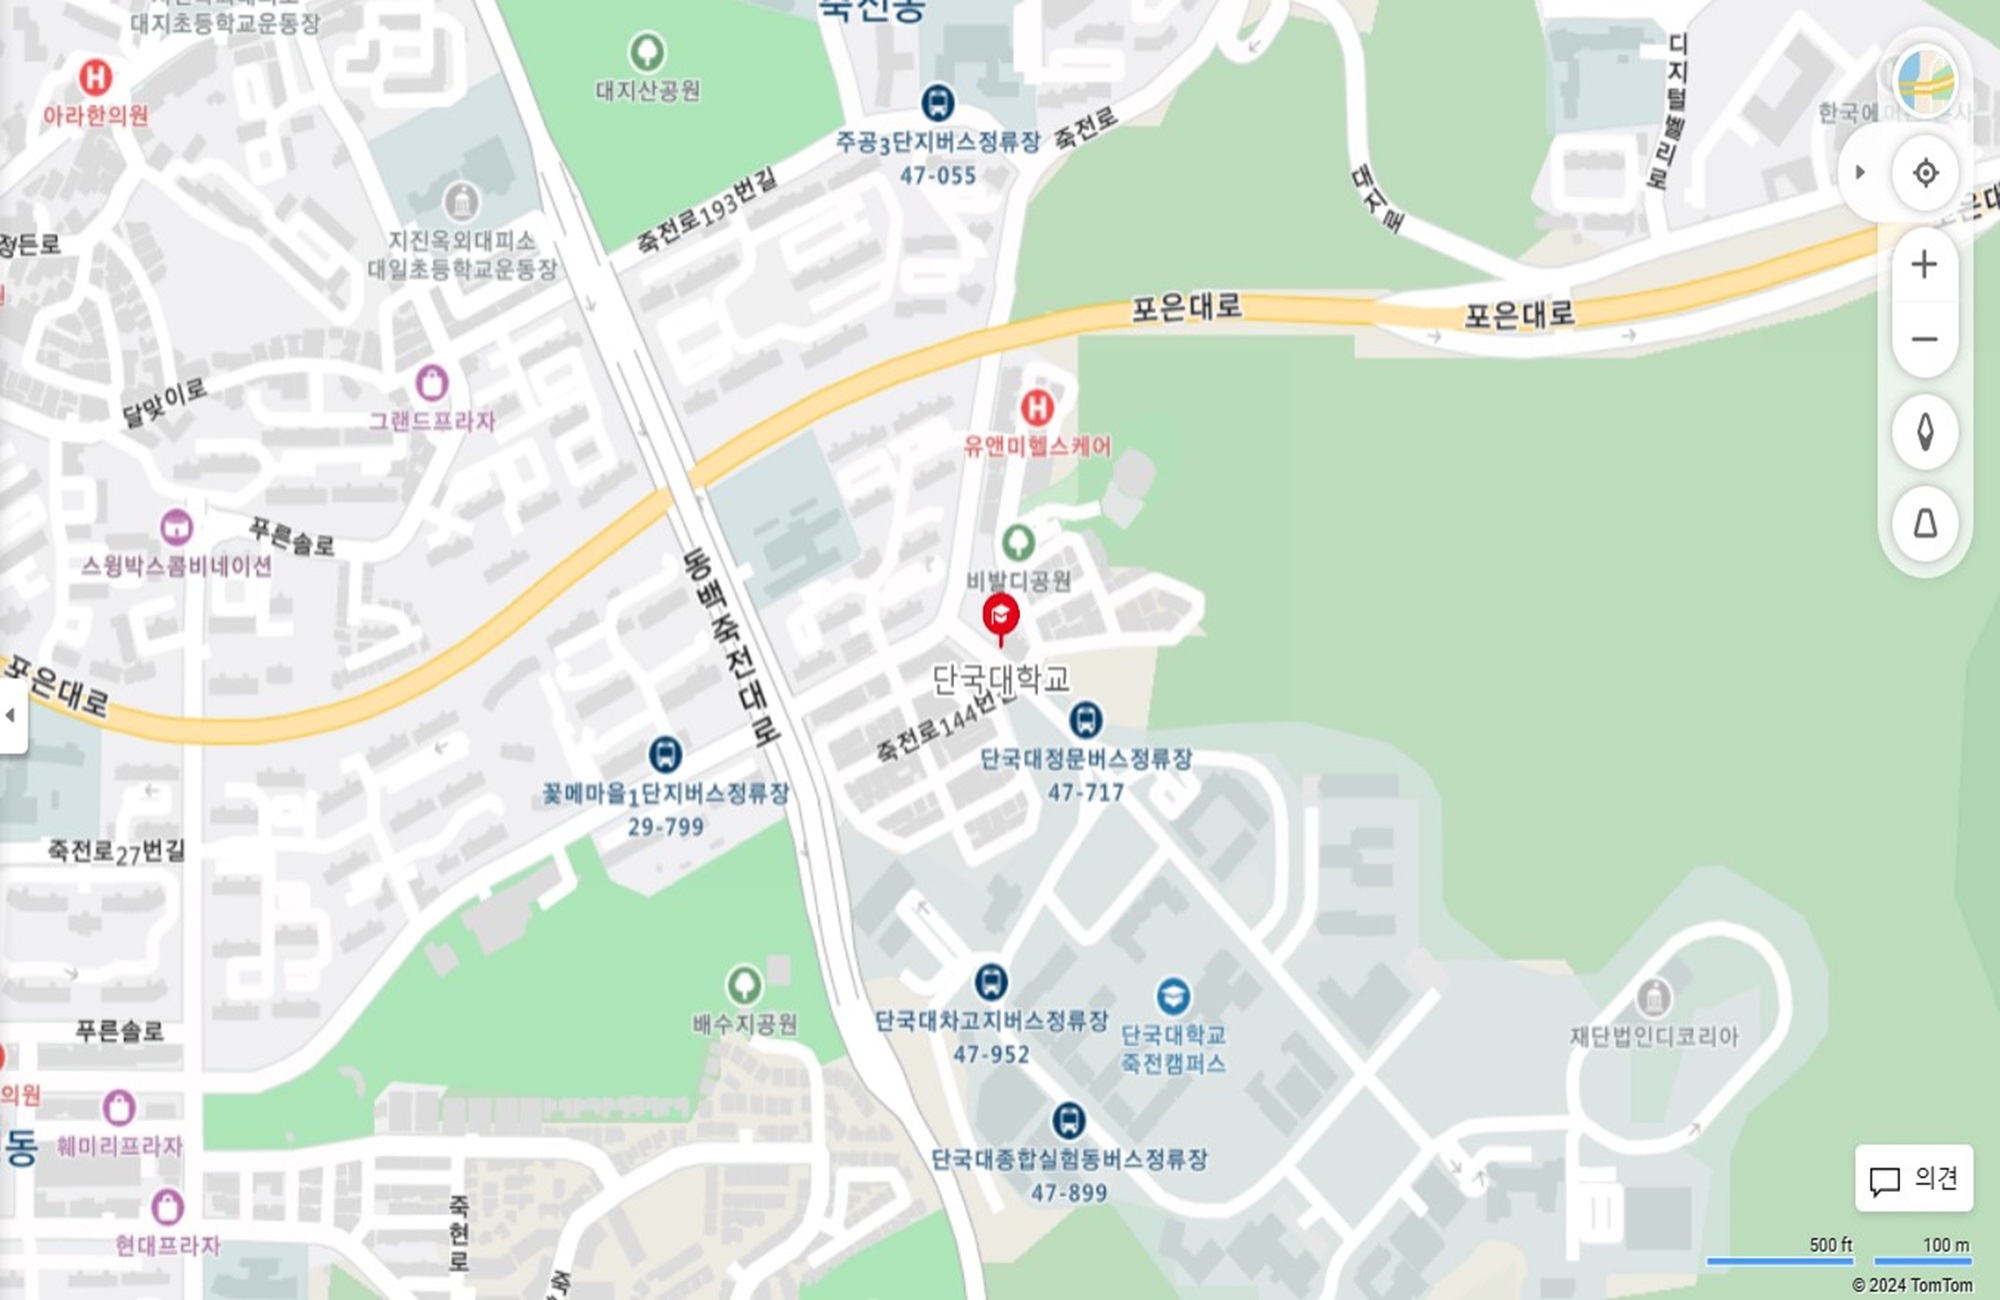 대지초등학교운동장
아라한의원
대지산공원
죽전동
주공3단지버스정류장
47-055
죽전로
죽전로193번길
대지로
디지털벨리로
정든로
지진옥외대피소
대일초등학교운동장
포은대로
포은대로
달맞이로
그랜드프라자
유앤미헬스케어
푸른솔로
스윙박스콤비네이션
비발디공원
동백죽전대로
포은대로
단국대학교
죽전로144번길
단국대정문버스정류장
47-717
꽃메마을1단지버스정류장
29-799
죽전로27번길
배수지공원
단국대차고지버스정류장
47-952
단국대학교
죽전캠퍼스
재단법인디코리아
푸른솔로
의원
동
훼미리프라자
단국대종합실험동버스정류장
47-899
현대프라자
죽현로
의견
500 ft
100 m
© 2024 TomTom